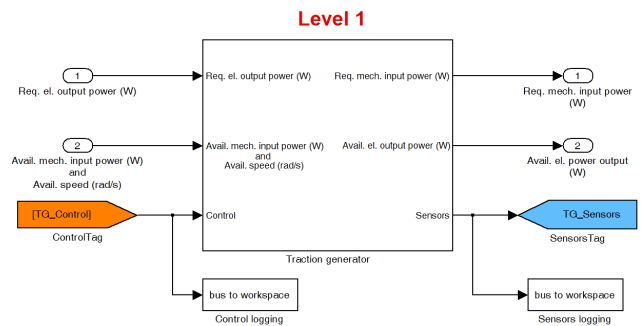 Level 1
1
Req. el. output power (W)
2
Avail. mech. input power (W)
and
Avail. speed (rad/s)
[TG_Control]
ControlTag
Req. el. output power (W)
Req. mech. input power (W)
Avail. mech. input power (W)
and
Avail. speed (rad/s)
Avail. el. output power (W)
Control
Sensors
Traction generator
1
Req. mech. input power
(W)
2
Avail. el. power output
(W)
TG_Sensors
SensorsTag
bus to workspace
Control logging
bus to workspace
Sensors logging